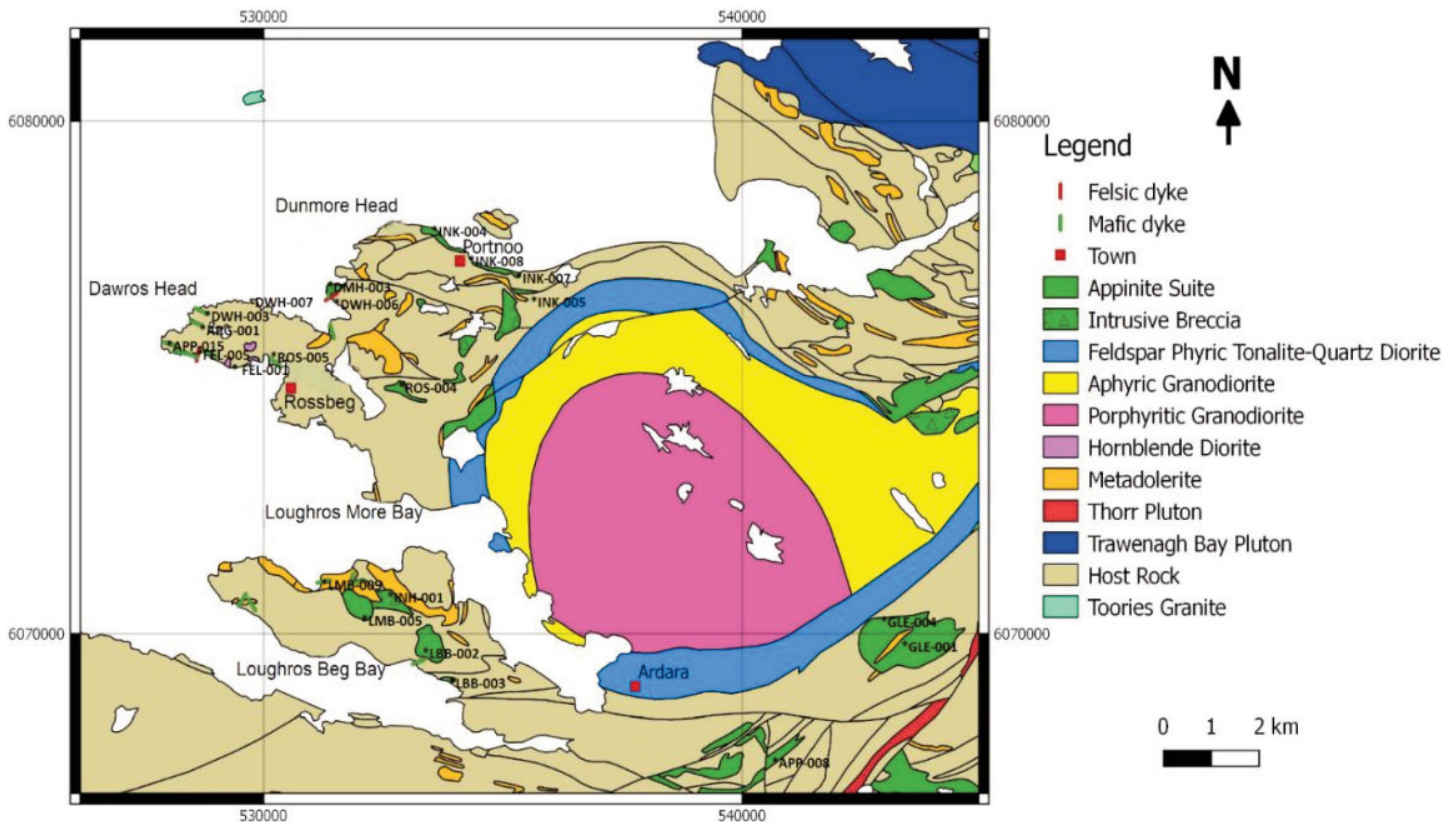 530000
540000
6080000
6080000
N
Legend
Felsic dyke
Mafic dyke
Town
Appinite Suite
Intrusive Breccia
Feldspar Phyric Tonalite-Quartz Diorite
Aphyric Granodiorite
Porphyritic Granodiorite
Hornblende Diorite
Metadolerite
Thorr Pluton
Trawenagh Bay Pluton
Host Rock
Toories Granite
Dunmore Head
INK-004
Portnoo
INK-008
INK-007
DMH-003
Dawros Head
DWH-007
DWH-006
INK-005
DWH-003
ARG-001
APP-015
FEL-005
ROS-005
FEL-001
ROS-004
Rossbeg
Loughros More Bay
LMB-009
INH-001
LMB-005
GLE-004
6070000
6070000
GLE-001
LBB-002
Loughros Beg Bay
Ardara
LBB-003
APP-008
0 1 2 km
530000
540000